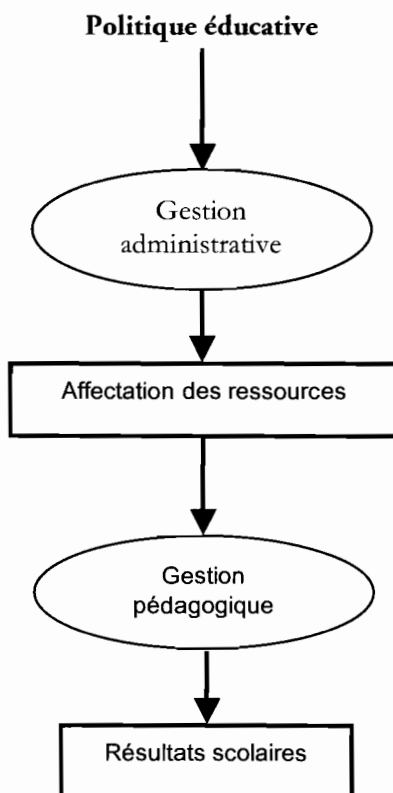 Politique éducative
Gestion
administrative
Affectation des ressources
Gestion
pédagogique
Résultats scolaires